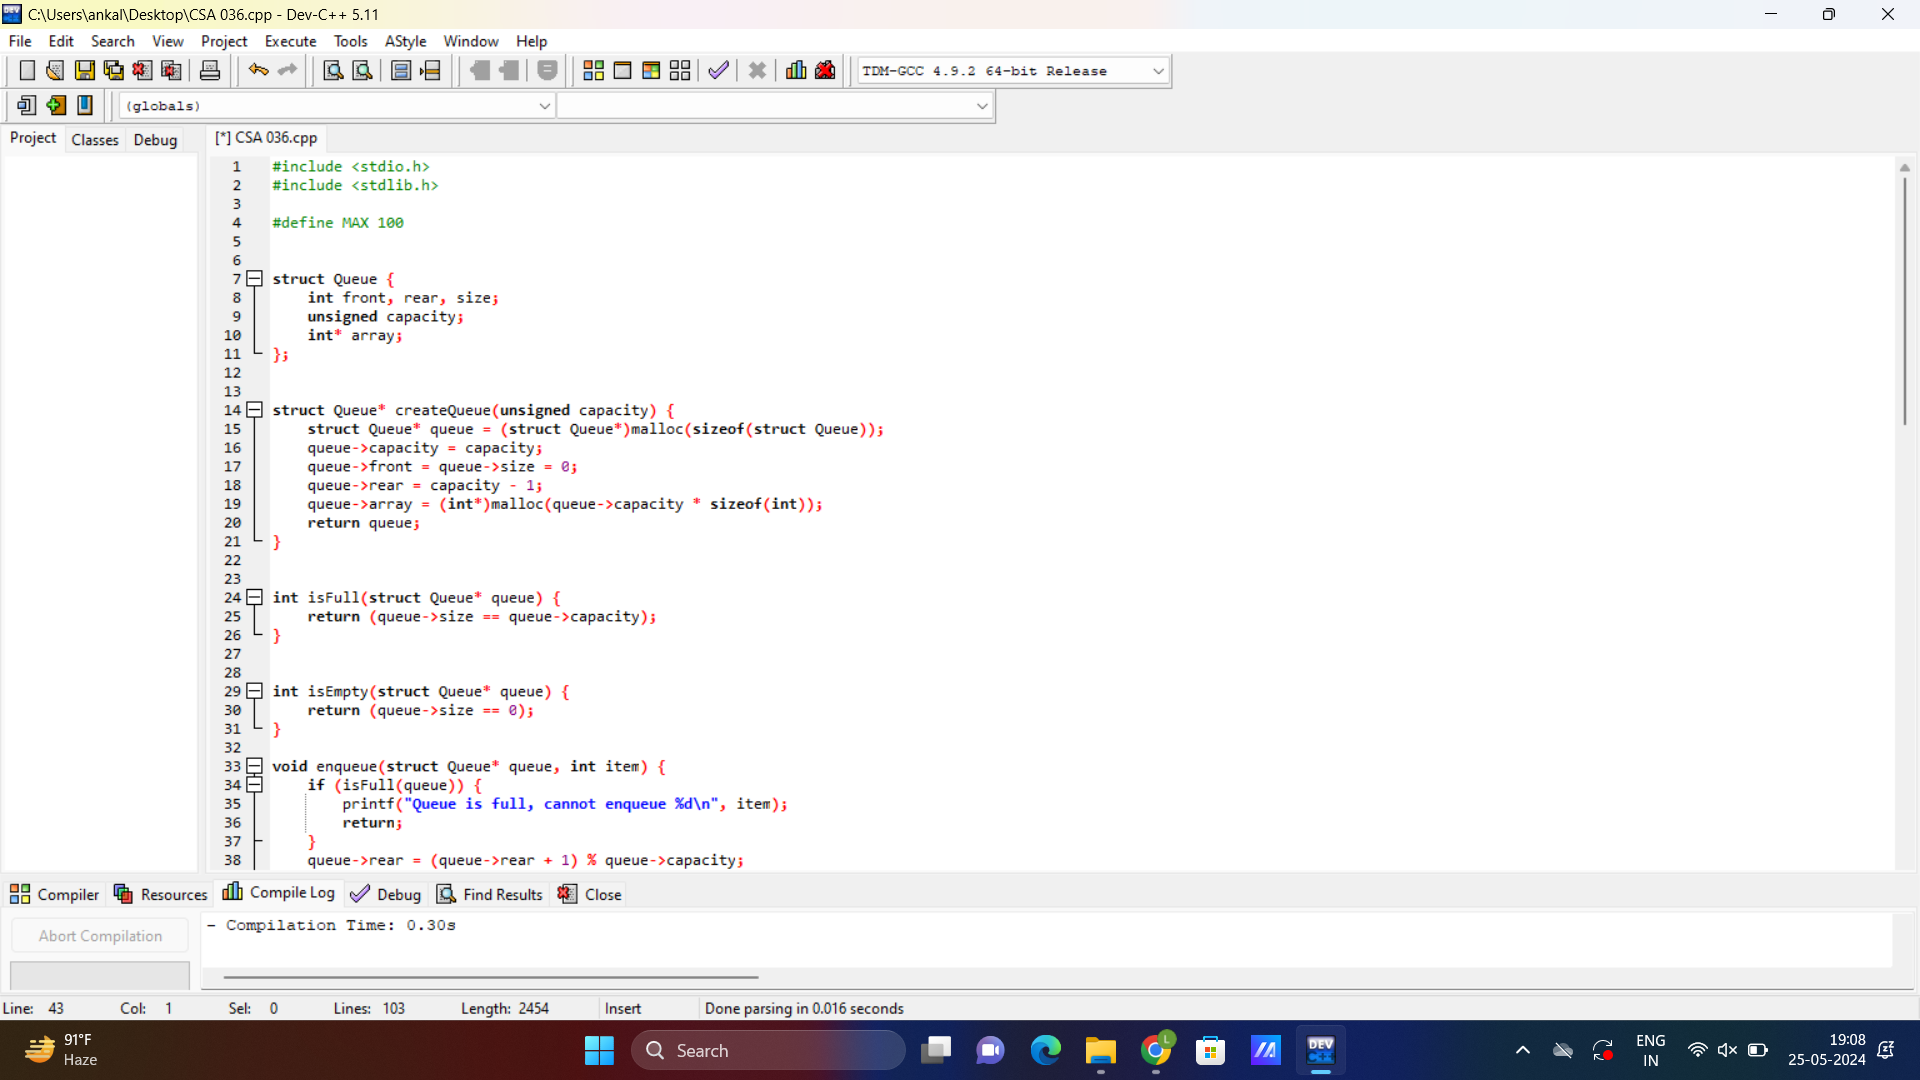 C:\Users\ankal\Desktop\CSA 036.cpp - Dev-C++ 5.11
File Edit Search View Project Execute Tools AStyle Window Help
TDM-GCC 4.9.2 64-bit Release
(globals)
Project Classes Debug [*] CSA 036.cpp
1 #include <stdio.h>
2 #include <stdlib.h>
3
4 #define MAX 100
5
6
7 struct Queue {
8 int front, rear, size;
9 unsigned capacity;
10 int* array;
11 };
12
13
14 struct Queue* createQueue(unsigned capacity) {
15 struct Queue* queue = (struct Queue*)malloc(sizeof(struct Queue));
16 queue->capacity = capacity;
17 queue->front = queue->size = 0;
18 queue->rear = capacity - 1;
19 queue->array = (int*)malloc(queue->capacity * sizeof(int));
20 return queue;
21 }
22
23
24 int isFull(struct Queue* queue) {
25 return (queue->size == queue->capacity);
26 }
27
28
29 int isEmpty(struct Queue* queue) {
30 return (queue->size == 0);
31 }
32
33 void enqueue(struct Queue* queue, int item) {
34 if (isFull(queue)) {
35 printf("Queue is full, cannot enqueue %d\n", item);
36 return;
37 }
38 queue->rear = (queue->rear + 1) % queue->capacity;
Compiler Resources Compile Log Debug Find Results Close
Abort Compilation
- Compilation Time: 0.30s
Line: 43 Col: 1 Sel: 0 Lines: 103 Length: 2454 Insert Done parsing in 0.016 seconds
91°F
Haze
Search
L
DEV
C++
ENG
IN
19:08
25-05-2024